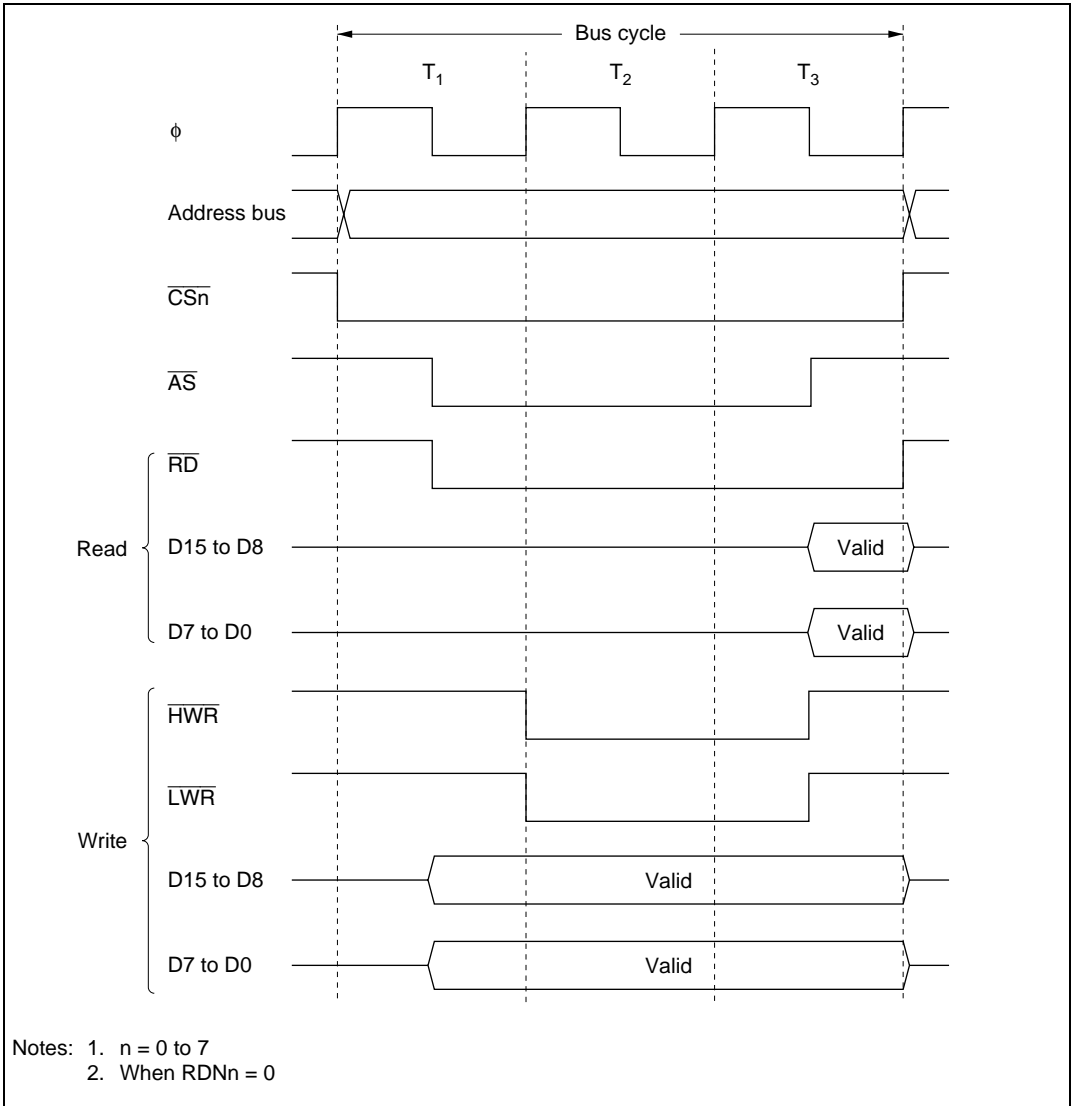 Bus cycle
T1 T2 T3
ϕ
Address bus
CSn
AS
RD
Read
D15 to D8 Valid
D7 to D0 Valid
HWR
LWR
Write
D15 to D8 Valid
D7 to D0 Valid
Notes: 1. n = 0 to 7
2. When RDNn = 0